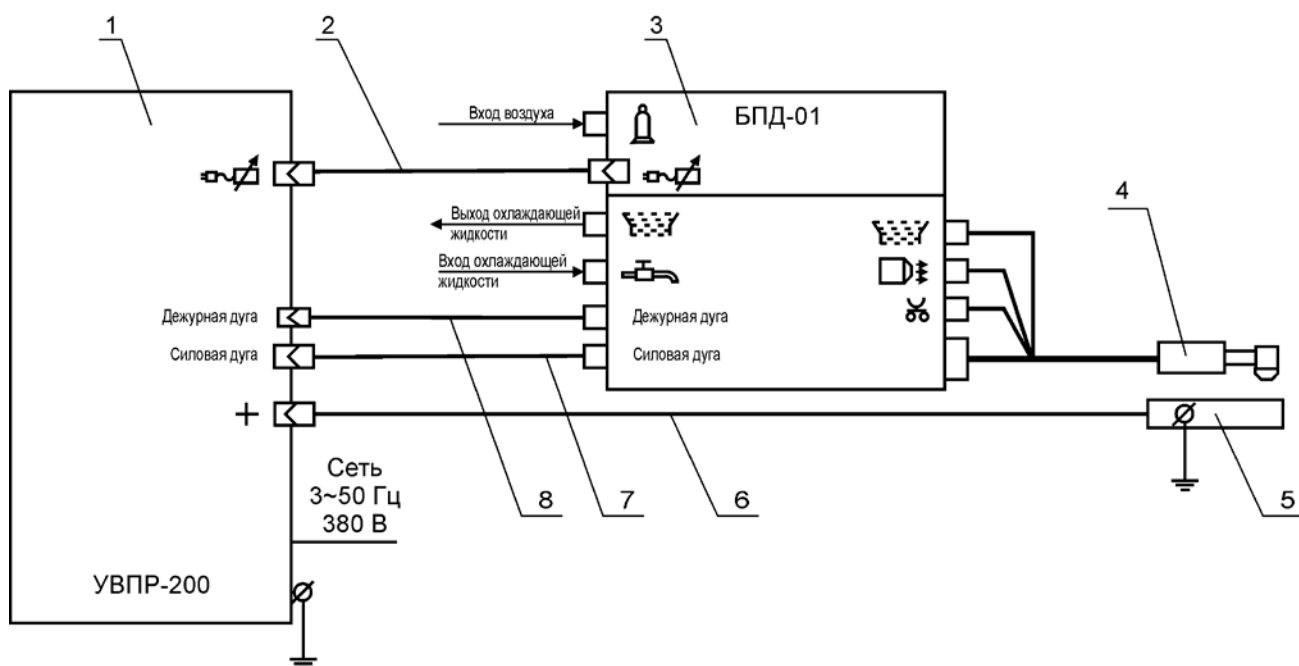 1
2
3
Вход воздуха
БПД-01
4
Выход охлаждающей
жидкости
Вход охлаждающей
жидкости
Дежурная дуга
Дежурная дуга
Силовая дуга
Силовая дуга
+
Сеть
3~50 Гц
380 В
8
7
6
5
УВПР-200